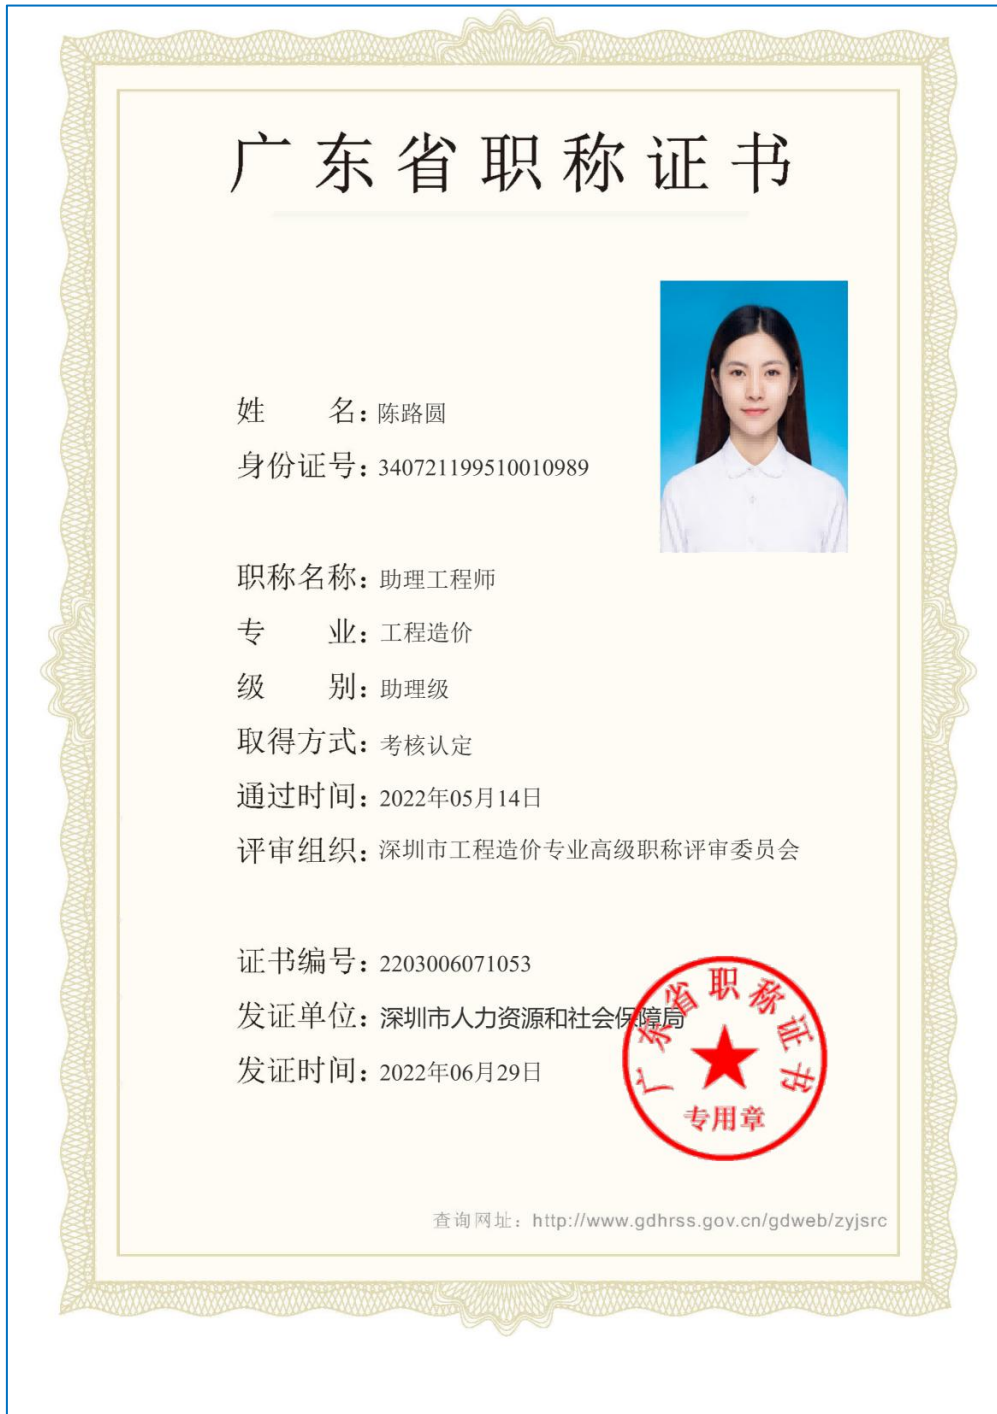 广东省职称证书
姓 名：陈路圆
身份证号：340721199510010989
职称名称：助理工程师
专 业：工程造价
级 别：助理级
取得方式：考核认定
通过时间：2022年05月14日
评审组织：深圳市工程造价专业高级职称评审委员会
证书编号：2203006071053
发证单位：深圳市人力资源和社会保障局
发证时间：2022年06月29日
广东省职称证书
专用章
查询网址：http://www.gdhrss.gov.cn/gdweb/zyjsrc